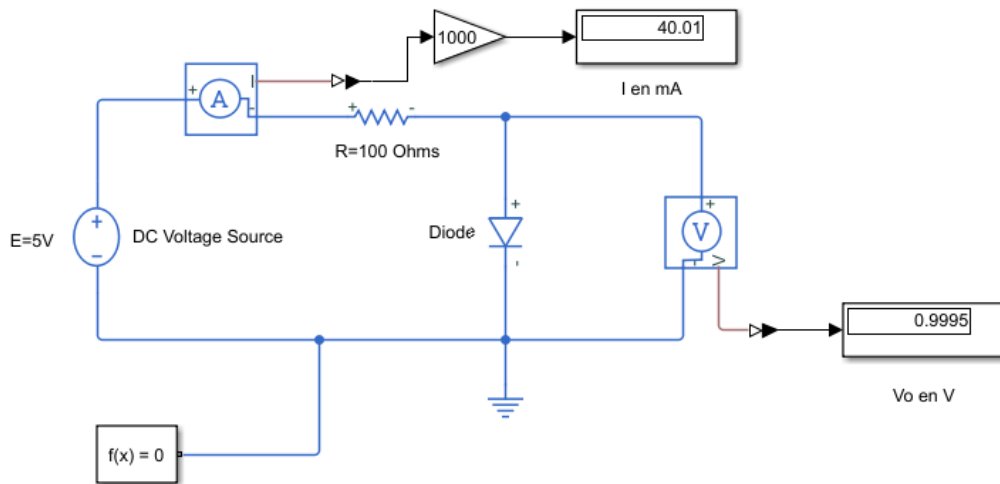 1000
40.01
I en mA
+ A I -
+ -
R=100 Ohms
E=5V
+
-
DC Voltage Source
Diode
+
-
+
V
- V
0.9995
Vo en V
f(x) = 0